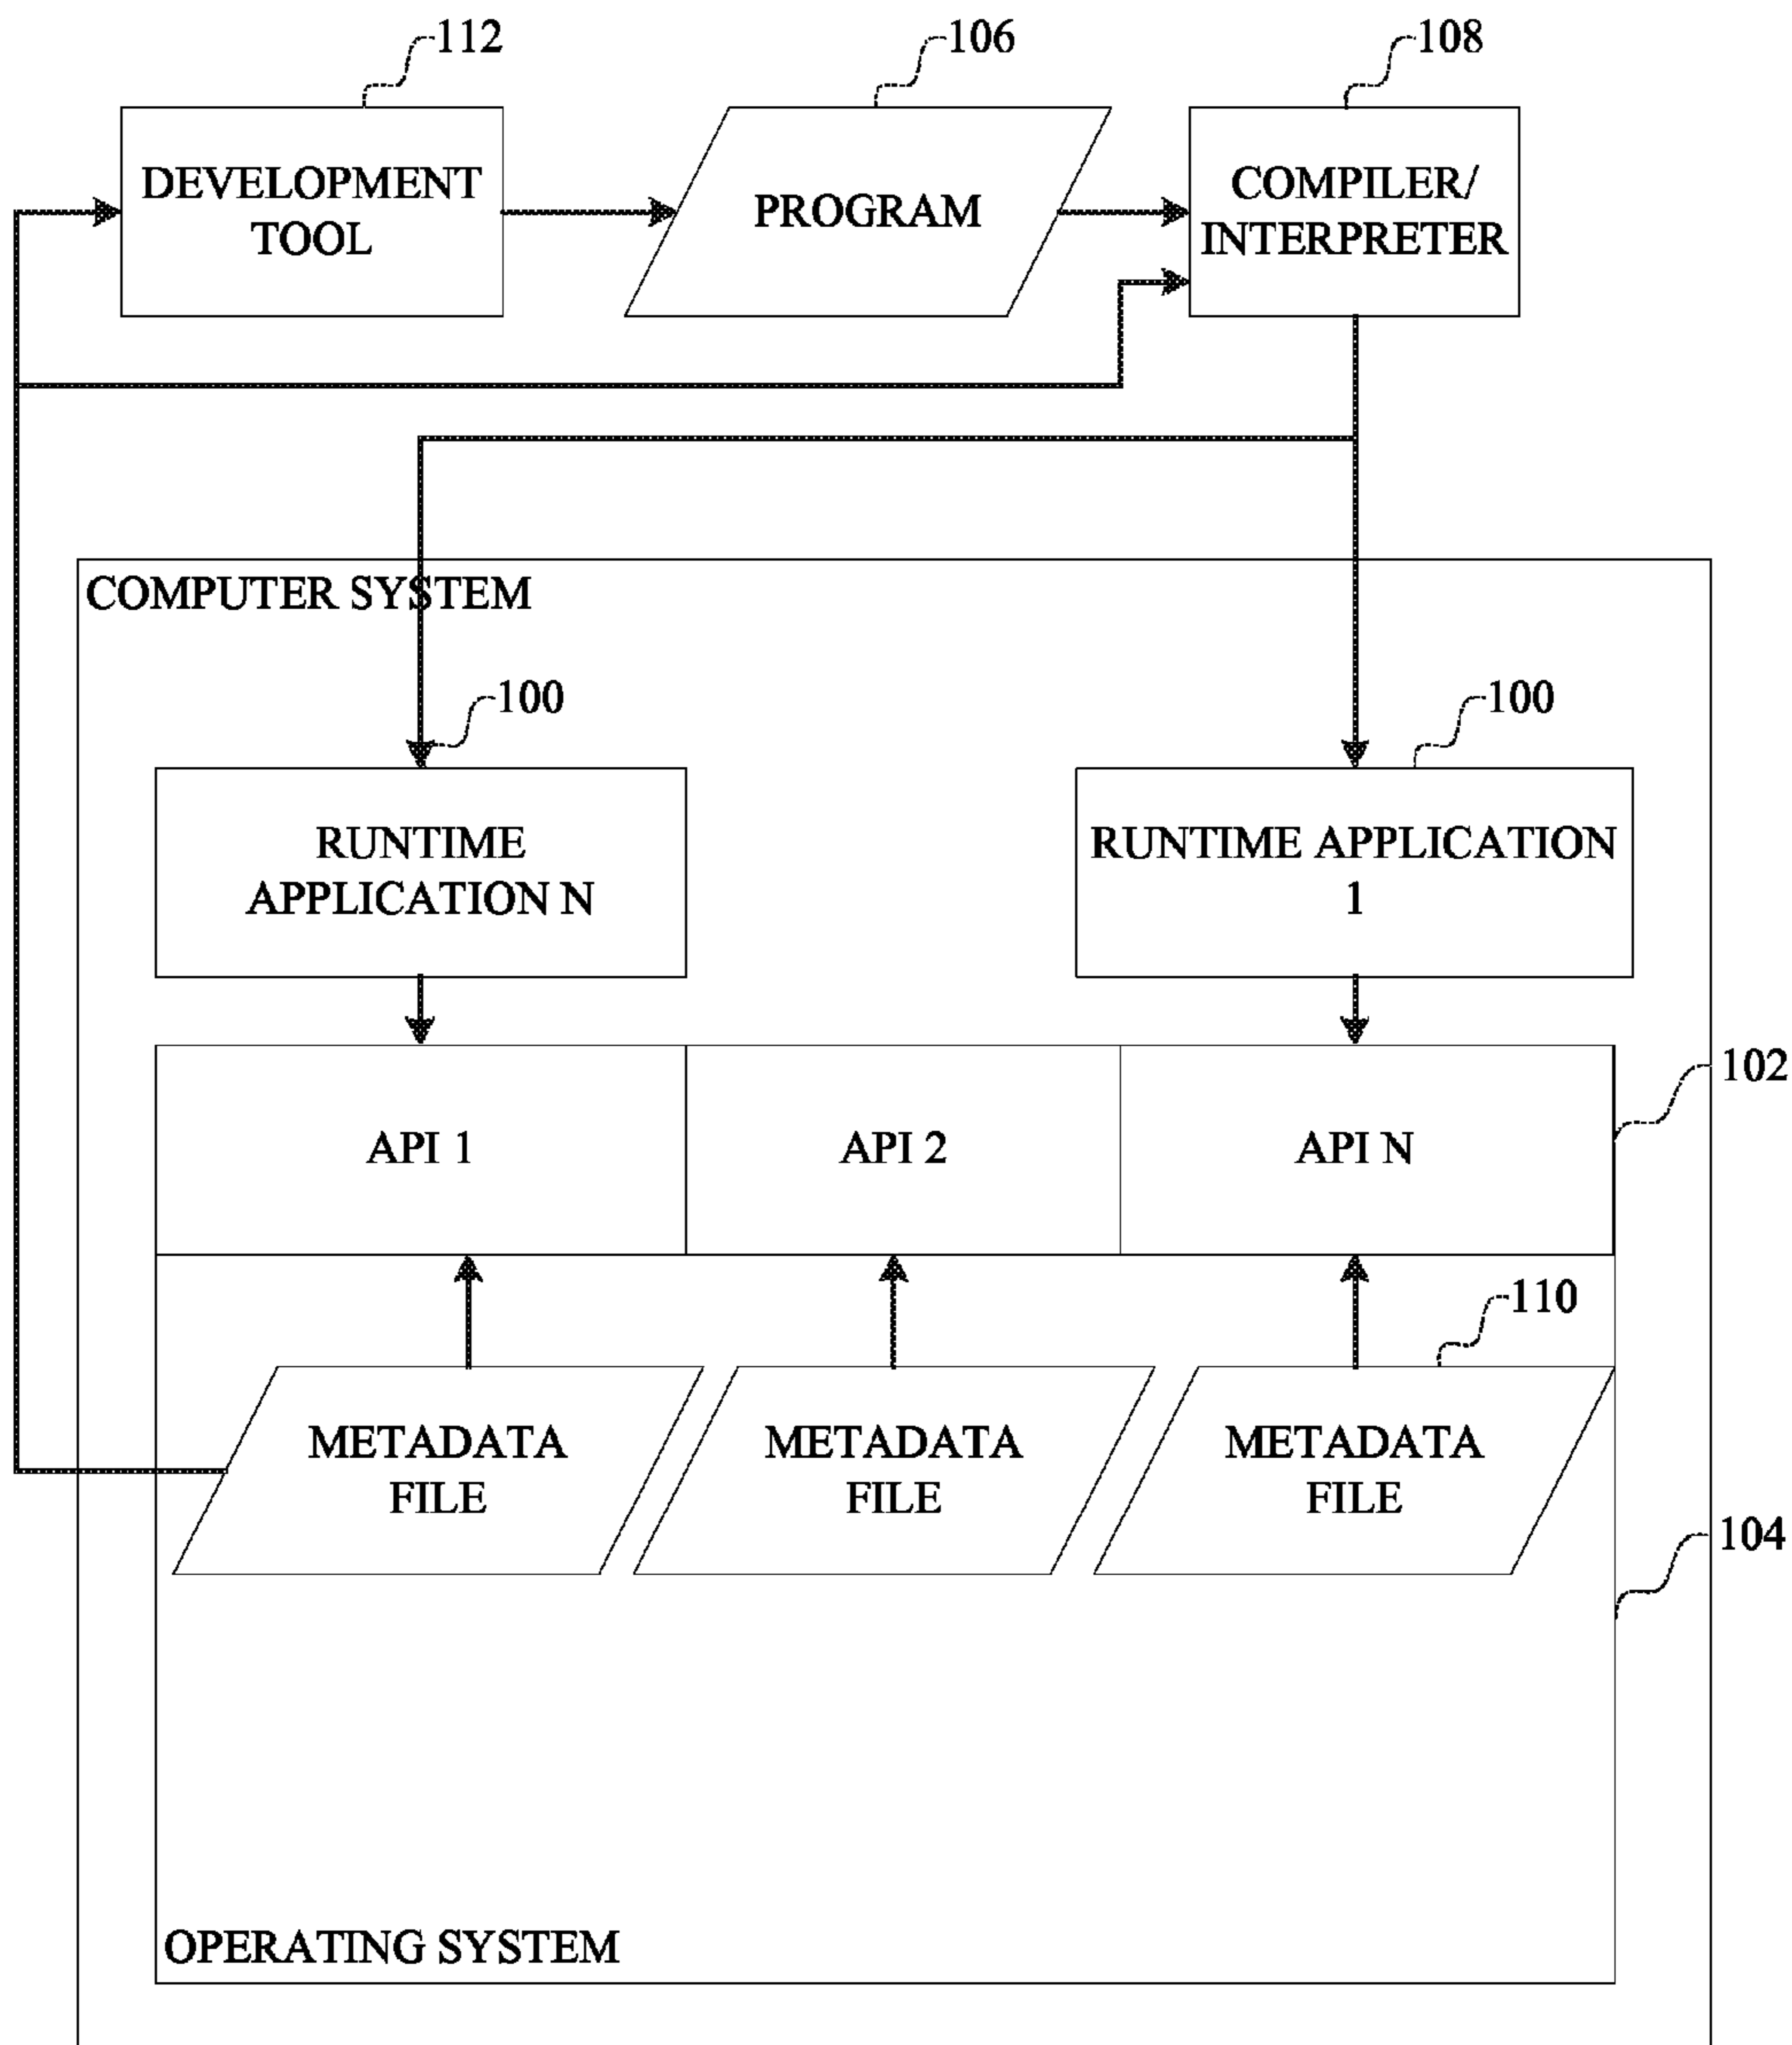 112
106
108
DEVELOPMENT
TOOL
PROGRAM
COMPILER/
INTERPRETER
COMPUTER SYSTEM
100
100
RUNTIME
APPLICATION N
RUNTIME APPLICATION
1
102
API 1
API 2
API N
110
METADATA
FILE
METADATA
FILE
METADATA
FILE
104
OPERATING SYSTEM